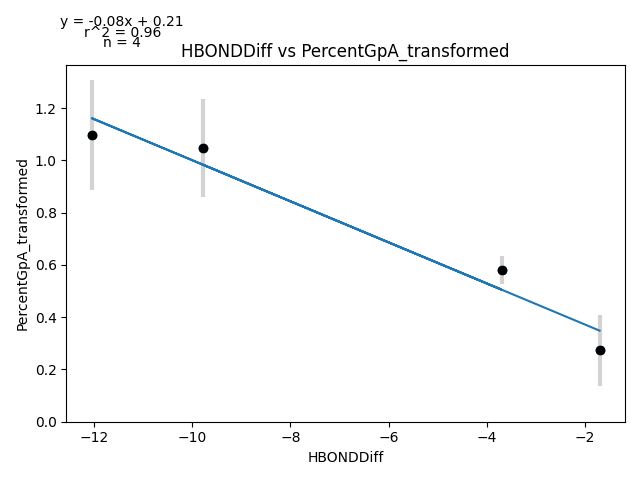 y = -0.08x + 0.21
r^2 = 0.96
n = 4
HBONDDiff vs PercentGpA_transformed
PercentGpA_transformed
1.2
1.0
0.8
0.6
0.4
0.2
0.0
−12
−10
−8
−6
−4
−2
HBONDDiff